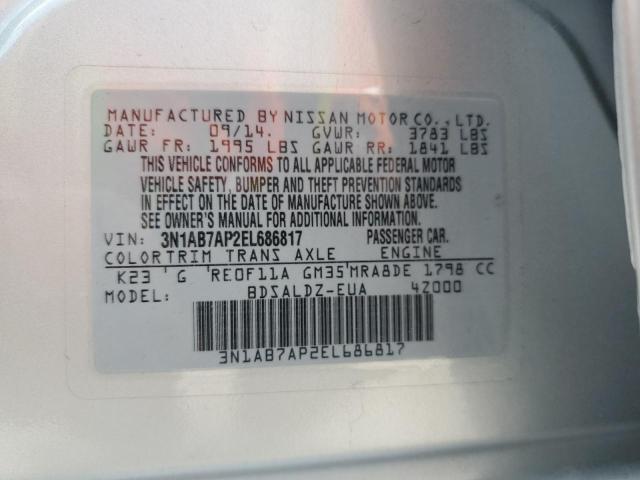 MANUFACTURED BY NISSAN MOTOR CO., LTD.
DATE: 09/14. GVWR: 3783 LBS
GAWR FR: 1995 LBS GAWR RR: 1841 LBS
THIS VEHICLE CONFORMS TO ALL APPLICABLE FEDERAL MOTOR
VEHICLE SAFETY, BUMPER AND THEFT PREVENTION STANDARDS
IN EFFECT ON THE DATE OF MANUFACTURE SHOWN ABOVE.
SEE OWNER'S MANUAL FOR ADDITIONAL INFORMATION.
VIN: 3N1AB7AP2EL686817 PASSENGER CAR.
COLOR TRIM TRANS AXLE ENGINE
K23 'G 'RE0F11A GM35'MRA8DE 1798 CC
MODEL: BDSALDZ-EUA 4Z000
3N1AB7AP2EL686817